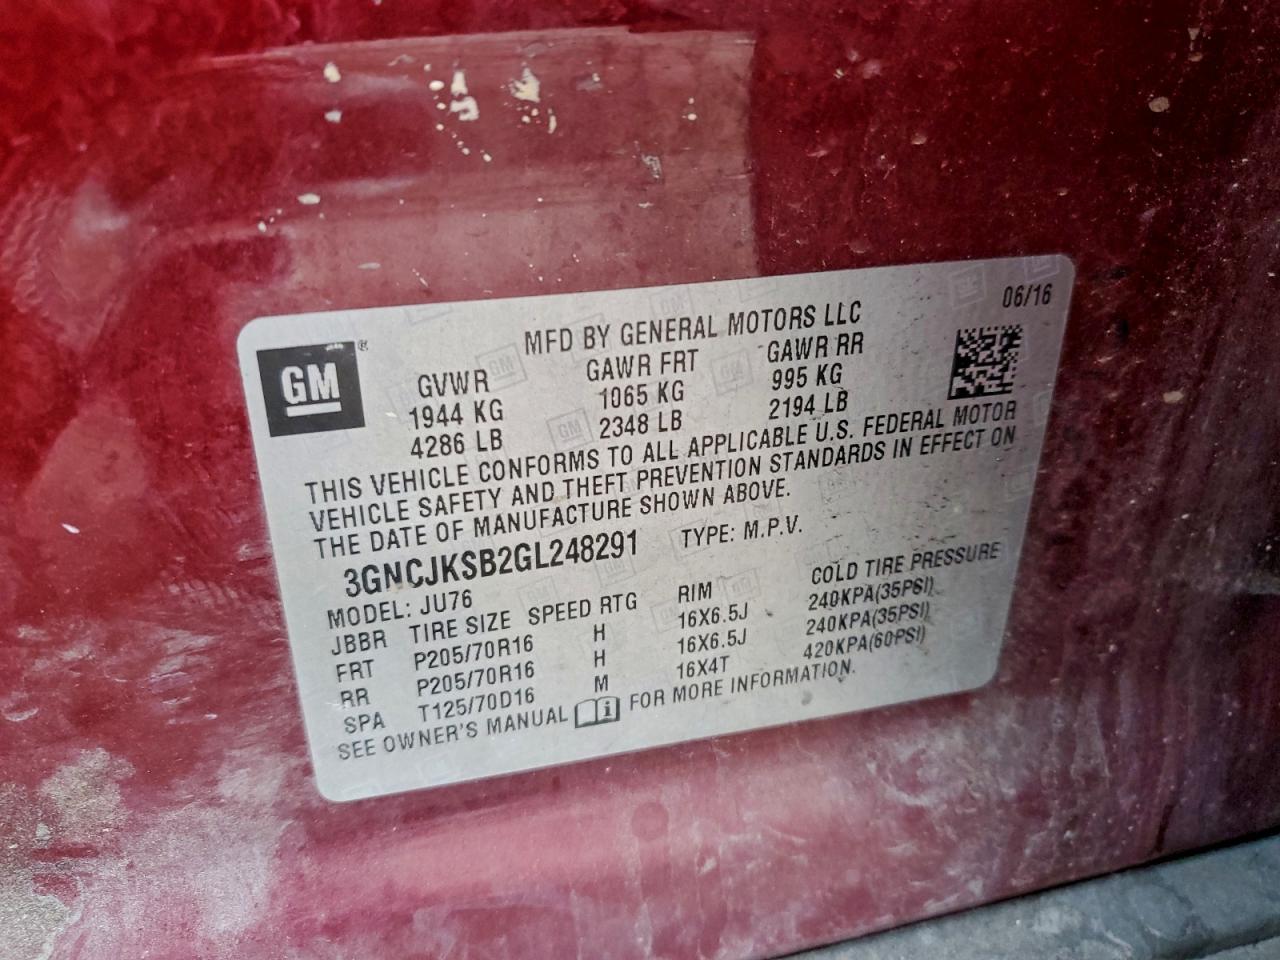 06/16
MFD BY GENERAL MOTORS LLC
GM®
GVWR GAWR FRT GAWR RR
1944 KG 1065 KG 995 KG
4286 LB 2348 LB 2194 LB
THIS VEHICLE CONFORMS TO ALL APPLICABLE U.S. FEDERAL MOTOR
VEHICLE SAFETY AND THEFT PREVENTION STANDARDS IN EFFECT ON
THE DATE OF MANUFACTURE SHOWN ABOVE.
3GNCJKSB2GL248291 TYPE: M.P.V.
MODEL: JU76
JBBR TIRE SIZE SPEED RTG RIM COLD TIRE PRESSURE
FRT P205/70R16 H 16X6.5J 240KPA(35PSI)
RR P205/70R16 H 16X6.5J 240KPA(35PSI)
SPA T125/70D16 M 16X4T 420KPA(60PSI)
SEE OWNER'S MANUAL i FOR MORE INFORMATION.